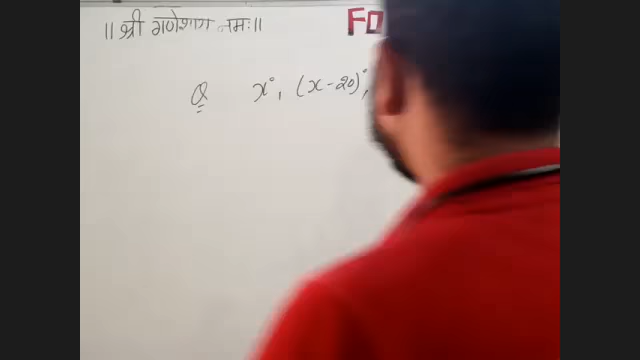 ॥ श्री गणेशाय नमः ॥
FO
Q x°, (x-20)°,